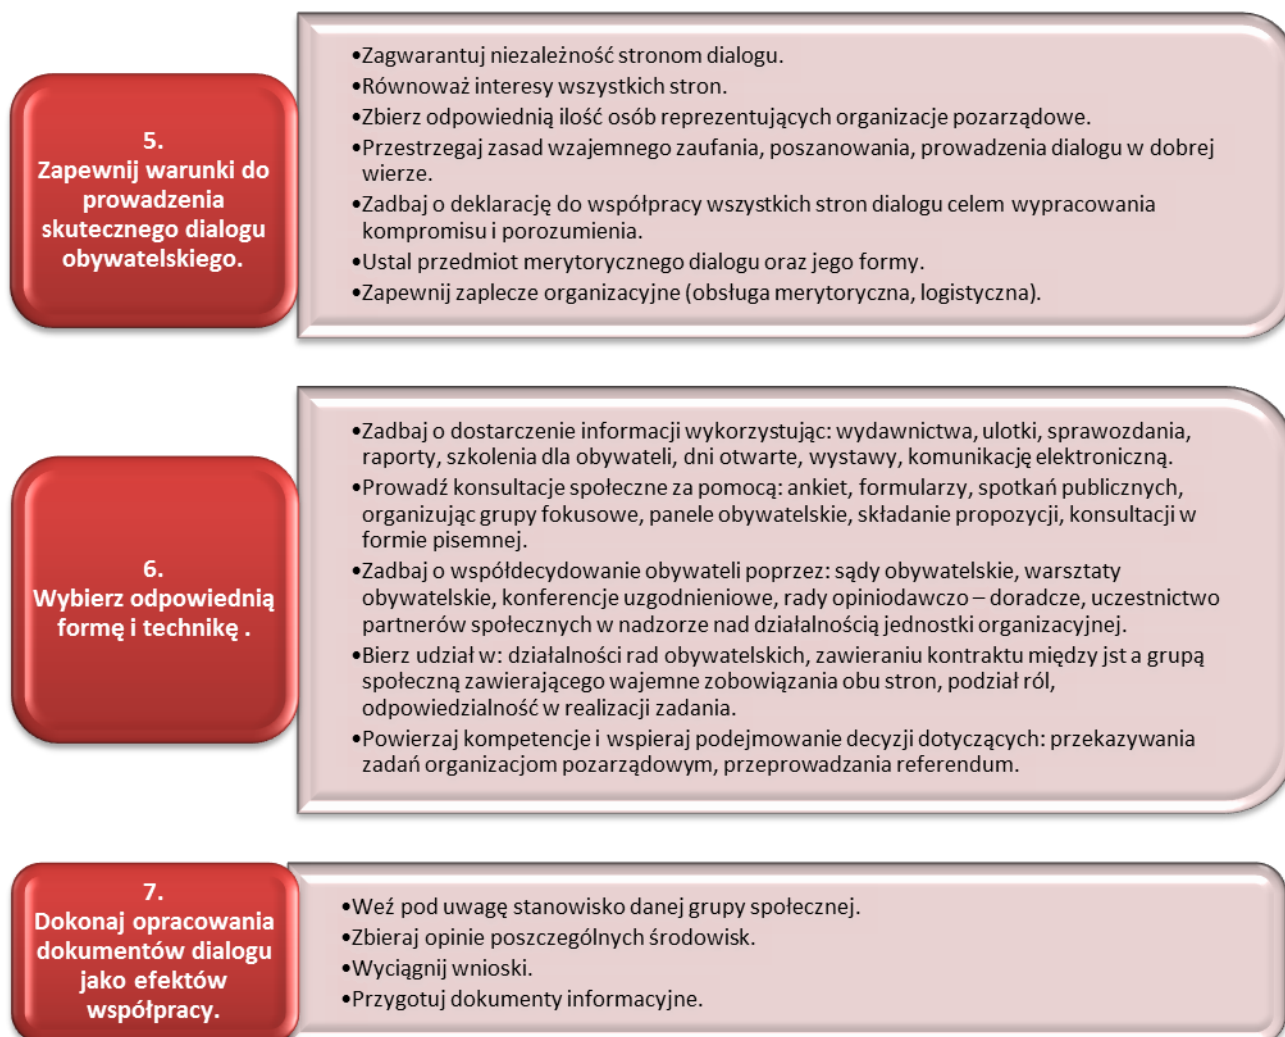 5.
Zapewnij warunki do
prowadzenia
skutecznego dialogu
obywatelskiego.
•Zagwarantuj niezależność stronom dialogu.
•Równoważ interesy wszystkich stron.
•Zbierz odpowiednią ilość osób reprezentujących organizacje pozarządowe.
•Przestrzegaj zasad wzajemnego zaufania, poszanowania, prowadzenia dialogu w dobrej
wierze.
•Zadbaj o deklarację do współpracy wszystkich stron dialogu celem wypracowania
kompromisu i porozumienia.
•Ustal przedmiot merytorycznego dialogu oraz jego formy.
•Zapewnij zaplecze organizacyjne (obsługa merytoryczna, logistyczna).
6.
Wybierz odpowiednią
formę i technikę .
•Zadbaj o dostarczenie informacji wykorzystując: wydawnictwa, ulotki, sprawozdania,
raporty, szkolenia dla obywateli, dni otwarte, wystawy, komunikację elektroniczną.
•Prowadź konsultacje społeczne za pomocą: ankiet, formularzy, spotkań publicznych,
organizując grupy fokusowe, panele obywatelskie, składanie propozycji, konsultacji w
formie pisemnej.
•Zadbaj o współdecydowanie obywateli poprzez: sądy obywatelskie, warsztaty
obywatelskie, konferencje uzgodnieniowe, rady opiniodawczo – doradcze, uczestnictwo
partnerów społecznych w nadzorze nad działalnością jednostki organizacyjnej.
•Bierz udział w: działalności rad obywatelskich, zawieraniu kontraktu między jst a grupą
społeczną zawierającego wajemne zobowiązania obu stron, podział ról,
odpowiedzialność w realizacji zadania.
•Powierzaj kompetencje i wspieraj podejmowanie decyzji dotyczących: przekazywania
zadań organizacjom pozarządowym, przeprowadzania referendum.
7.
Dokonaj opracowania
dokumentów dialogu
jako efektów
współpracy.
•Weź pod uwagę stanowisko danej grupy społecznej.
•Zbieraj opinie poszczególnych środowisk.
•Wyciągnij wnioski.
•Przygotuj dokumenty informacyjne.